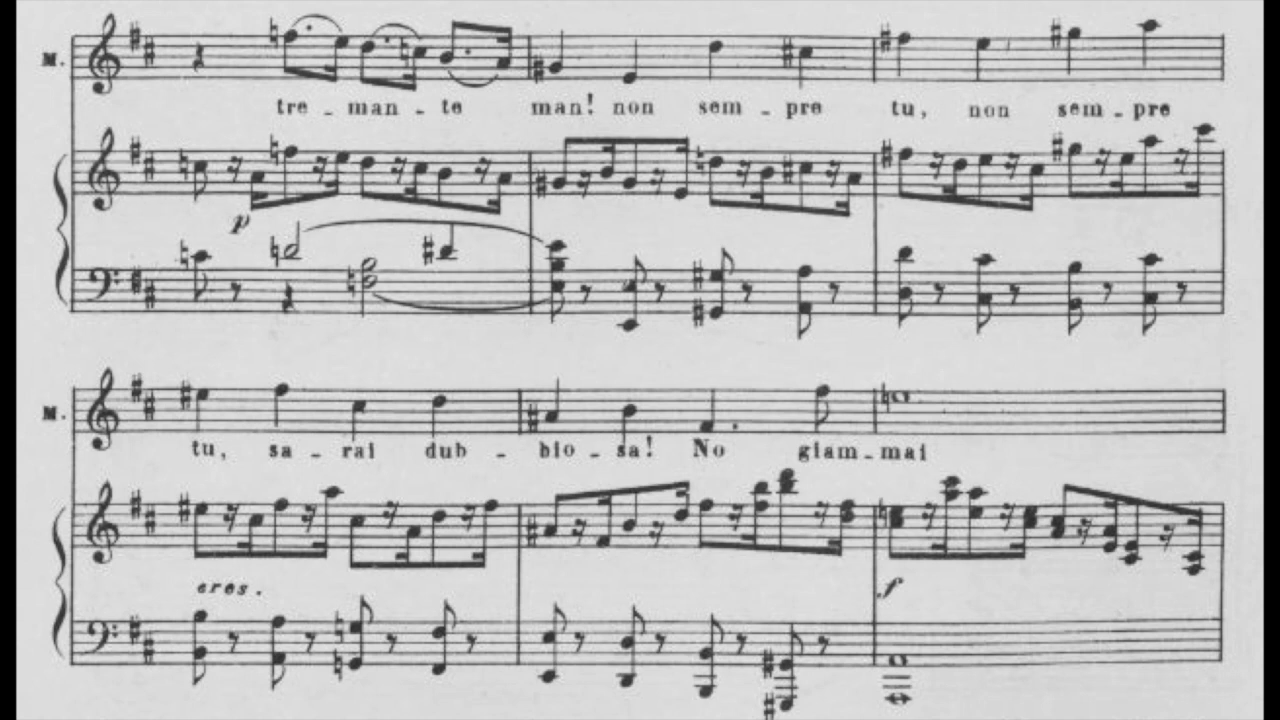 M.
tre - man - te man! non sem - pre tu, non sem - pre
p
M.
tu, sa - rai dub - bio - sa! No giam - mai
cres.
f